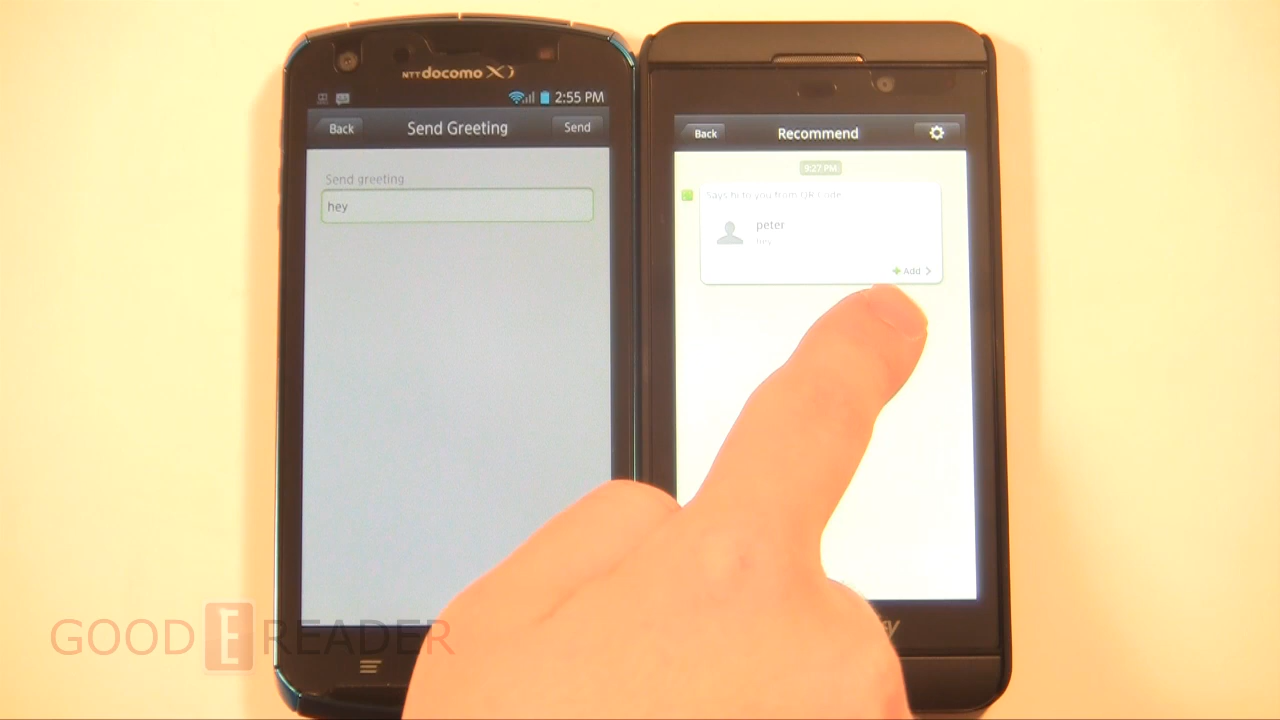 NTT docomo Xi
2:55 PM
Back
Send Greeting
Send
Send greeting
hey
Back
Recommend
9:27 PM
Says hi to you from QR Code
peter
hey
Add
GOOD E READER